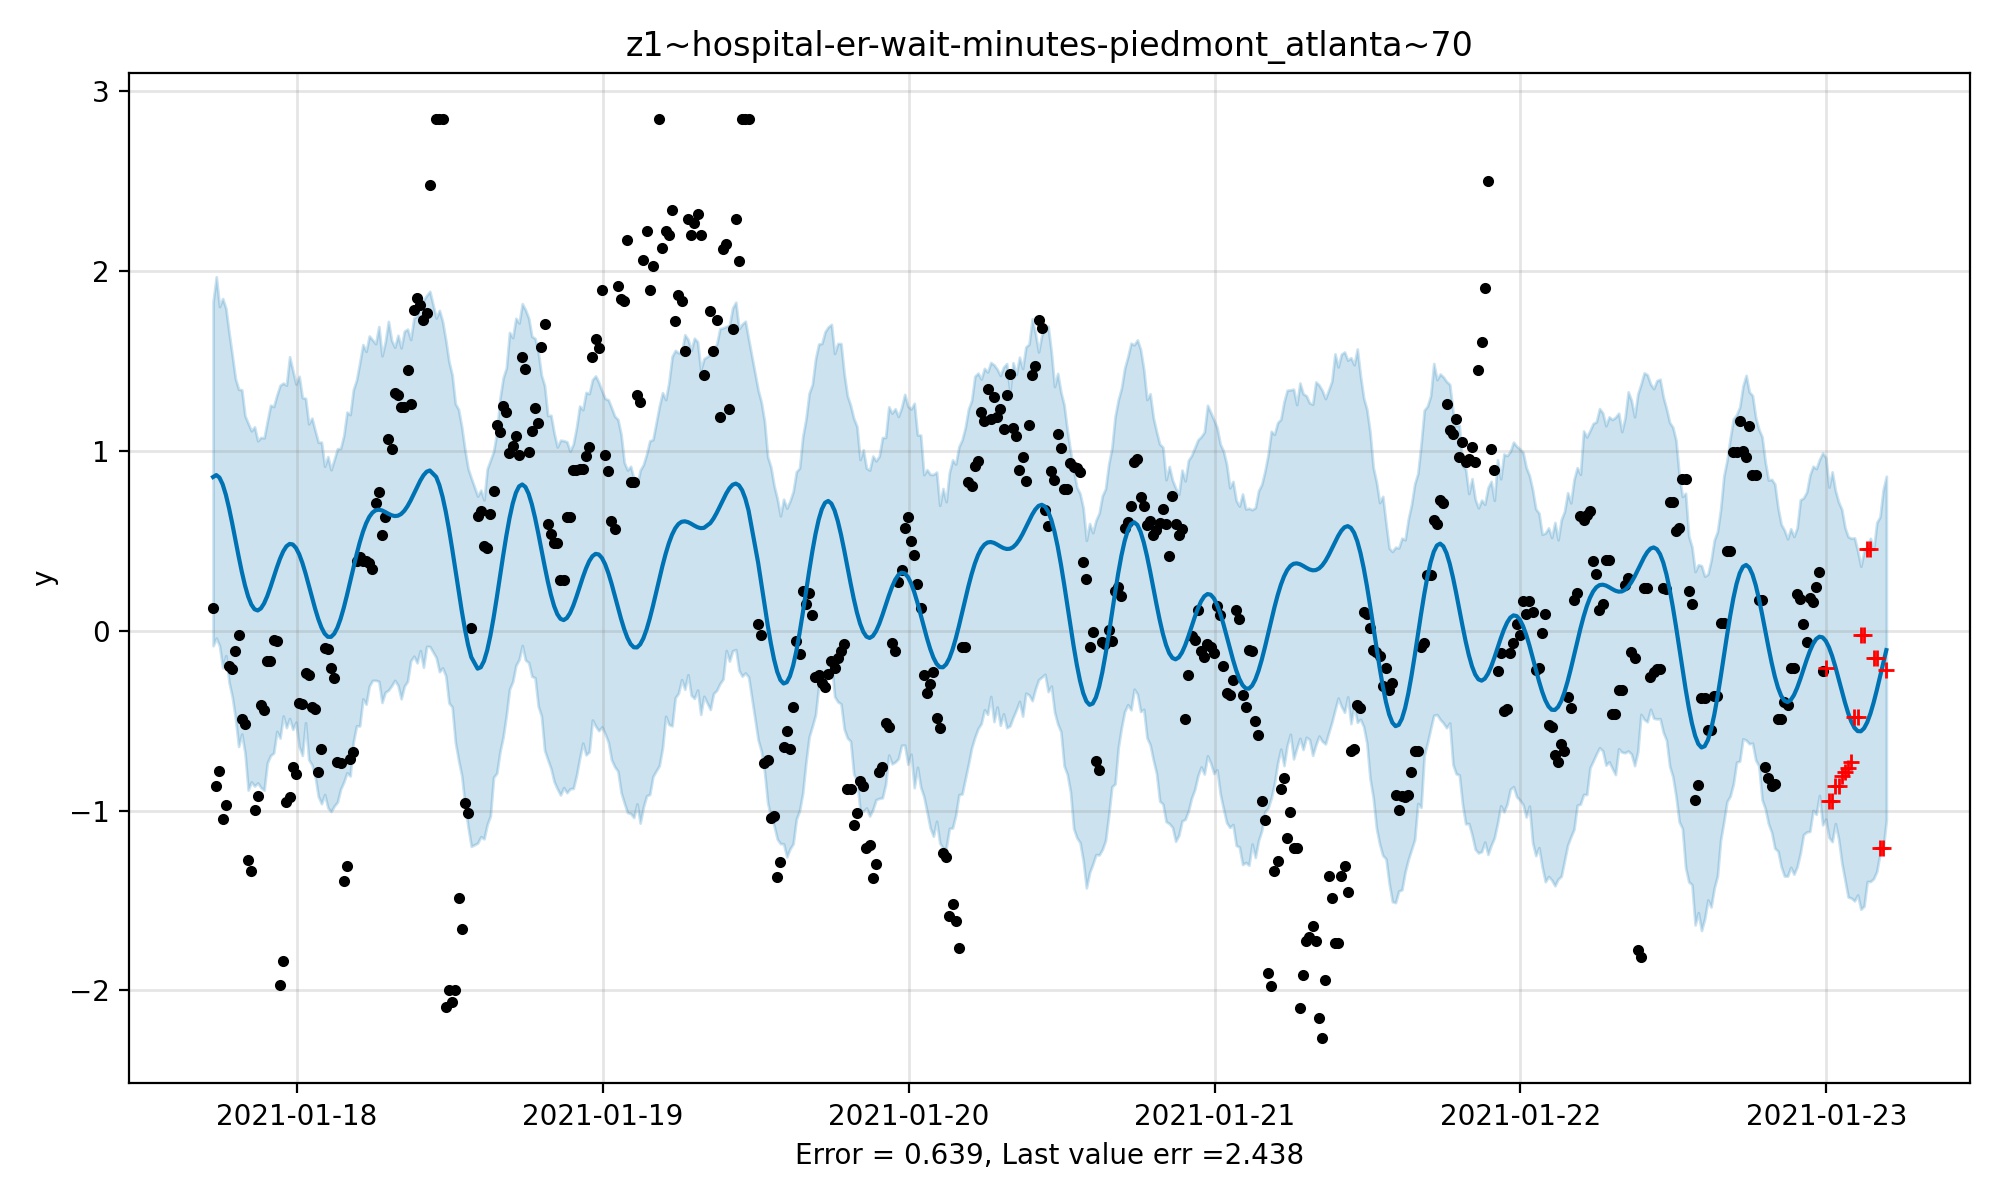 z1~hospital-er-wait-minutes-piedmont_atlanta~70
3
2
1
0
−1
−2
y
2021-01-18 2021-01-19 2021-01-20 2021-01-21 2021-01-22 2021-01-23
Error = 0.639, Last value err =2.438